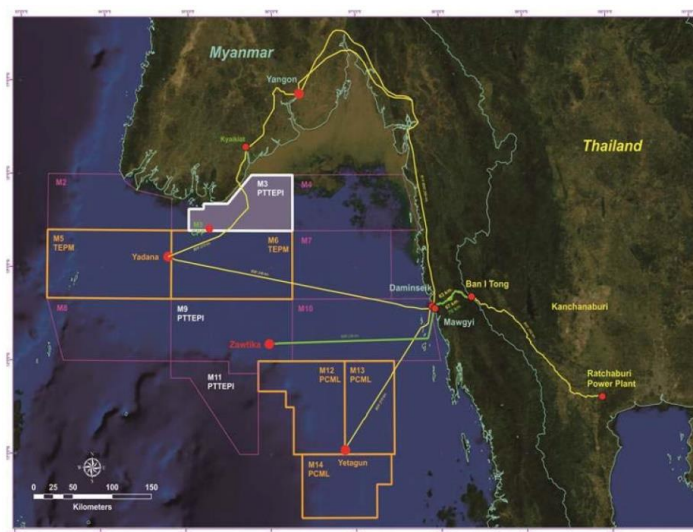 Myanmar
Yangon
Kyaiklat
Thailand
M2
M3
PTTEPI
M4
M3
M5
TEPM
M6
TEPM
M7
Yadana
Daminseik
Ban I Tong
Kanchanaburi
Mawgyi
M8
M9
PTTEPI
M10
Zawtika
M11
PTTEPI
M12
PCML
M13
PCML
Ratchaburi
Power Plant
Yetagun
M14
PCML
0 25 50 100 150
Kilometers